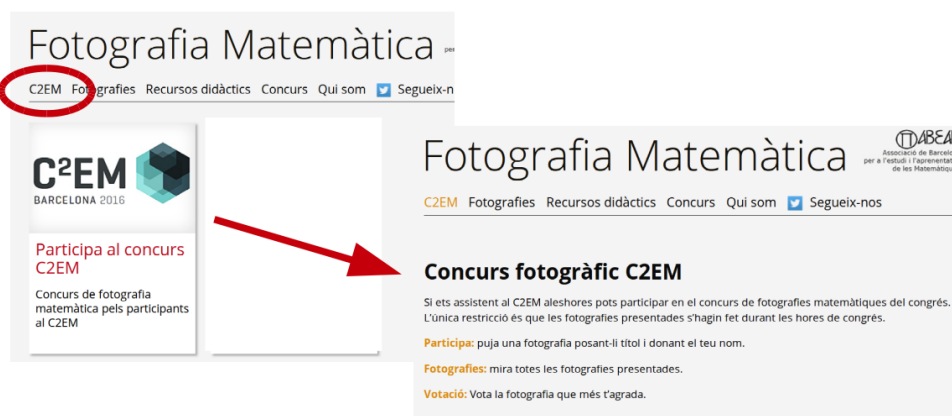 Fotografia Matemàtica
C2EM Fotografies Recursos didàctics Concurs Qui som Segueix-n
C²EM
BARCELONA 2016
Participa al concurs
C2EM
Concurs de fotografia
matemàtica pels participants
al C2EM
Fotografia Matemàtica
ABEA
Associació de Barcel
per a l'estudi i l'aprenentat
de les Matemàtiqu
C2EM Fotografies Recursos didàctics Concurs Qui som Segueix-nos
Concurs fotogràfic C2EM
Si ets assistent al C2EM aleshores pots participar en el concurs de fotografies matemàtiques del congrés.
L'única restricció és que les fotografies presentades s'hagin fet durant les hores de congrés.
Participa: puja una fotografia posant-li títol i donant el teu nom.
Fotografies: mira totes les fotografies presentades.
Votació: Vota la fotografia que més t'agrada.